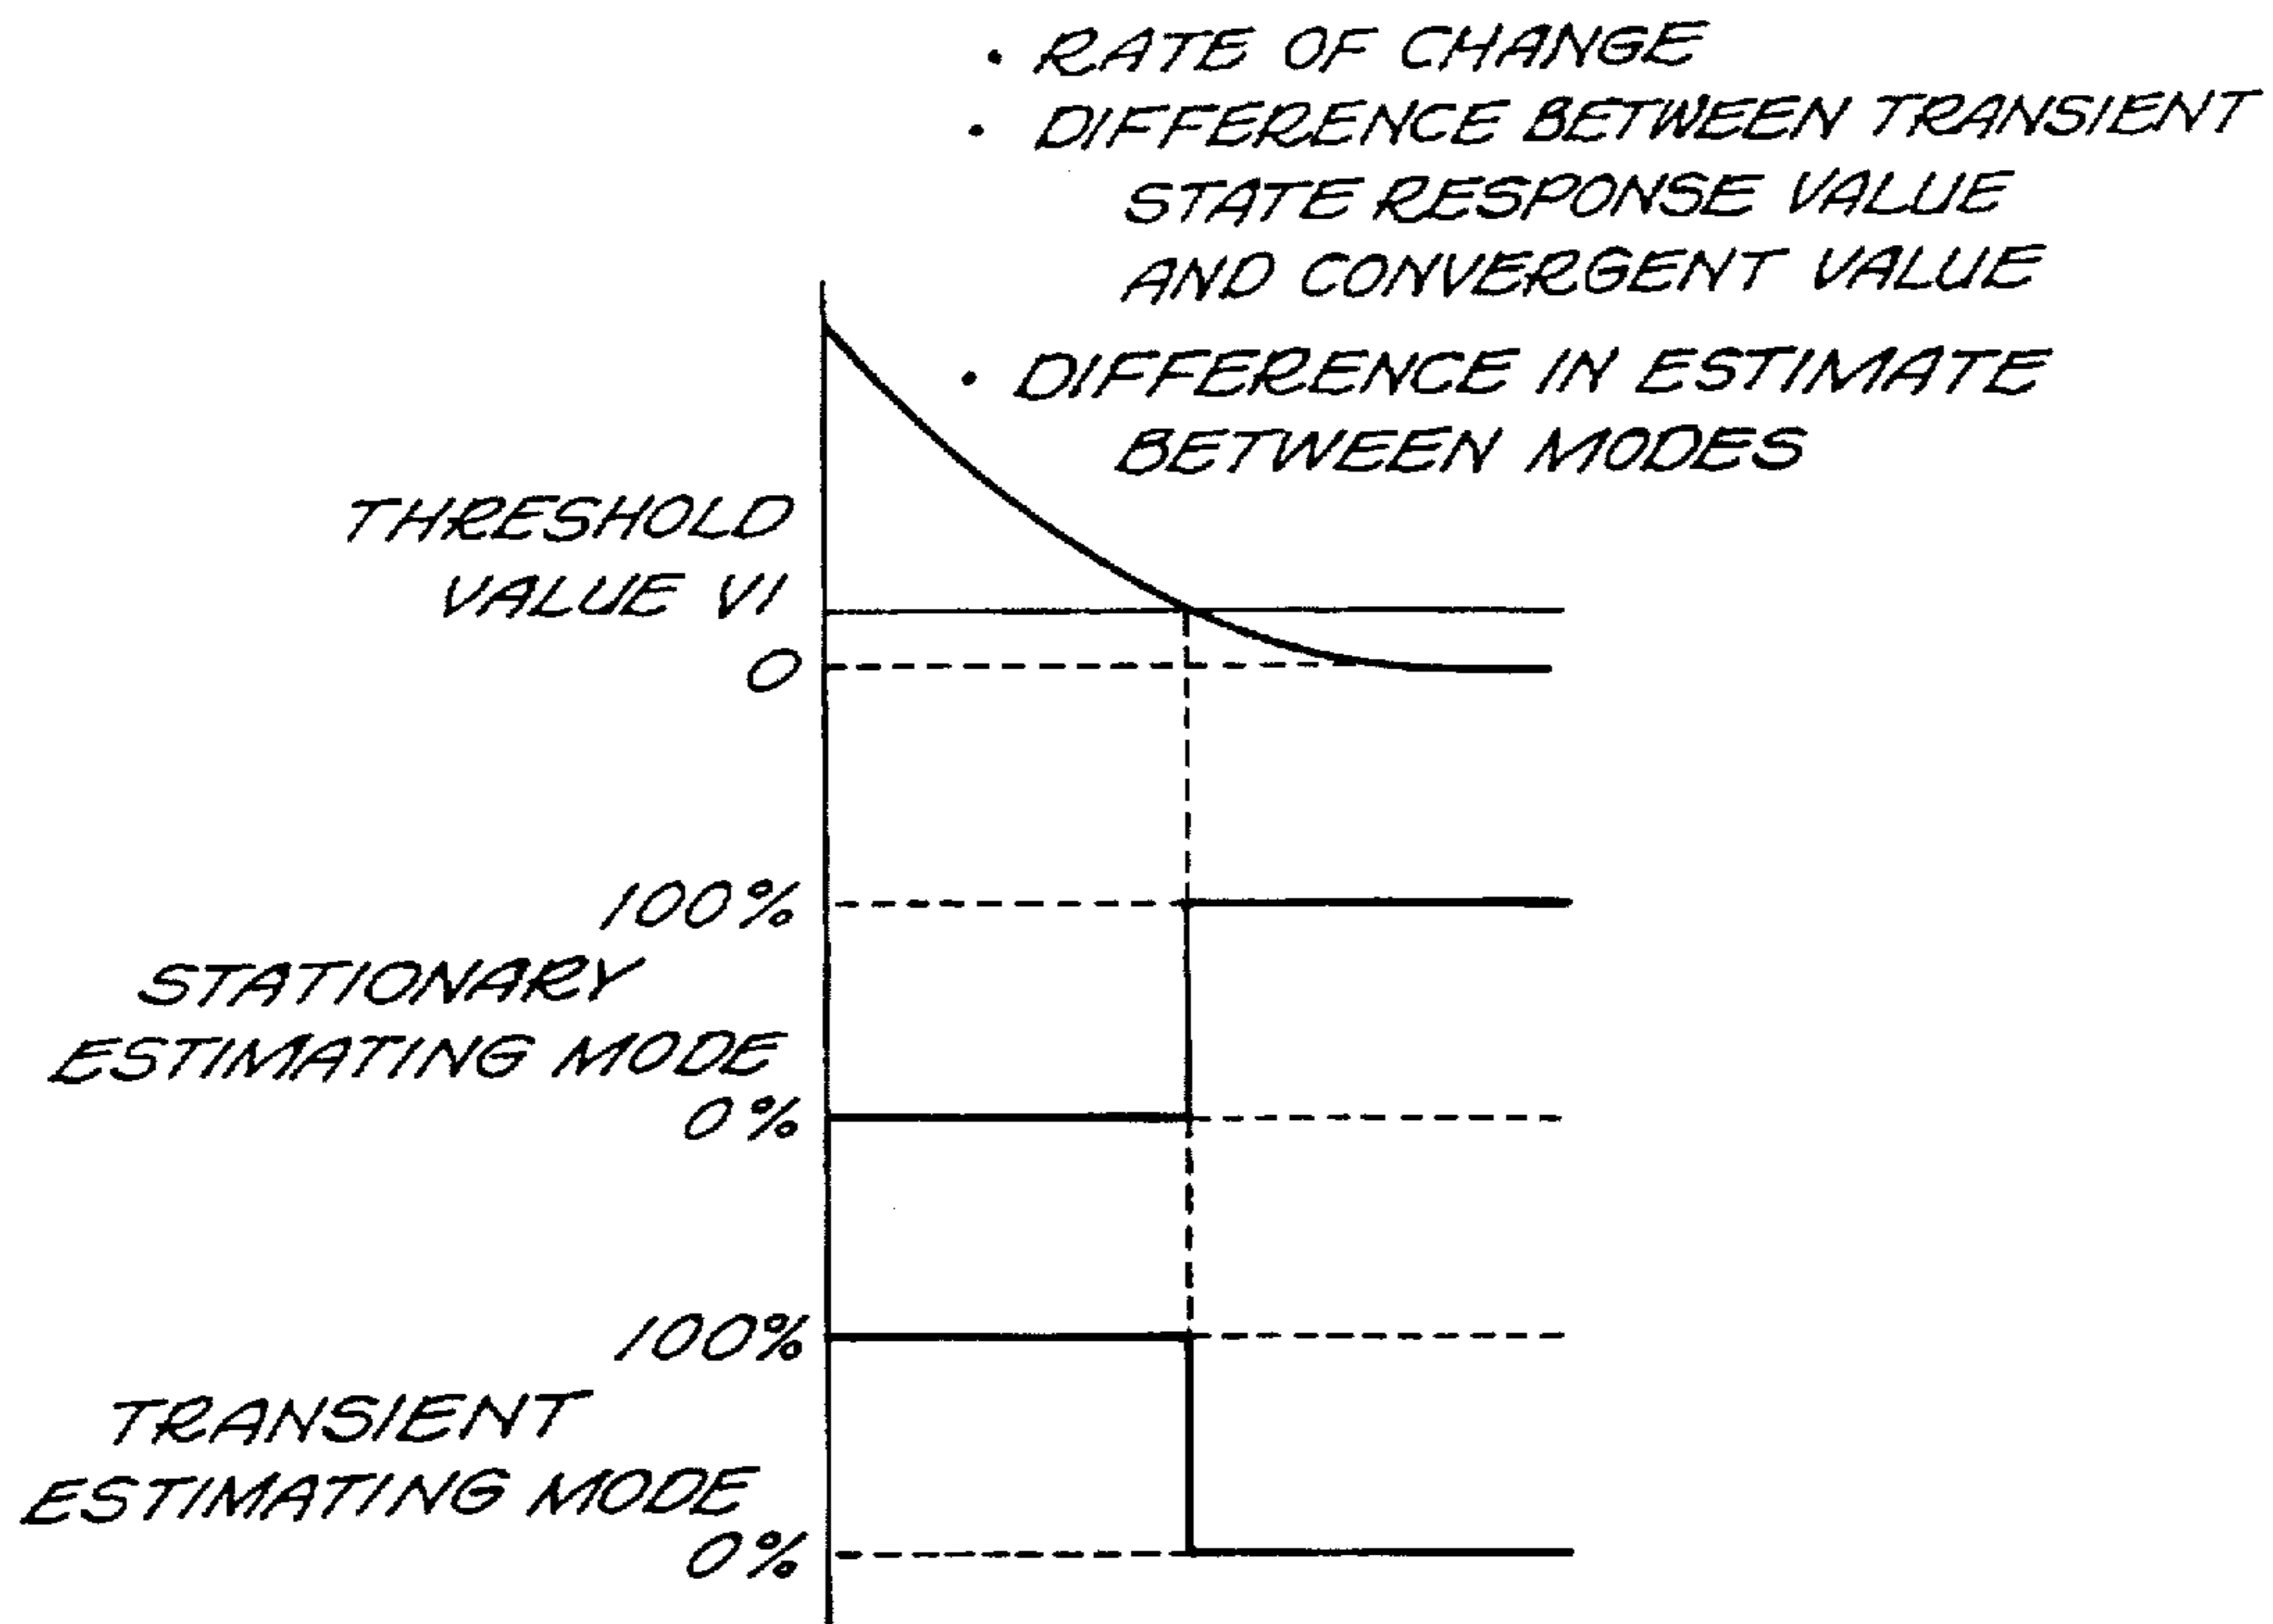 · RATE OF CHANGE
· DIFFERENCE BETWEEN TRANSIENT
STATE RESPONSE VALUE
AND CONVERGENT VALUE
· DIFFERENCE IN ESTIMATE
BETWEEN MODES
THRESHOLD
VALUE V1
0
100%
STATIONARY
ESTIMATING MODE
0%
100%
TRANSIENT
ESTIMATING MODE
0%